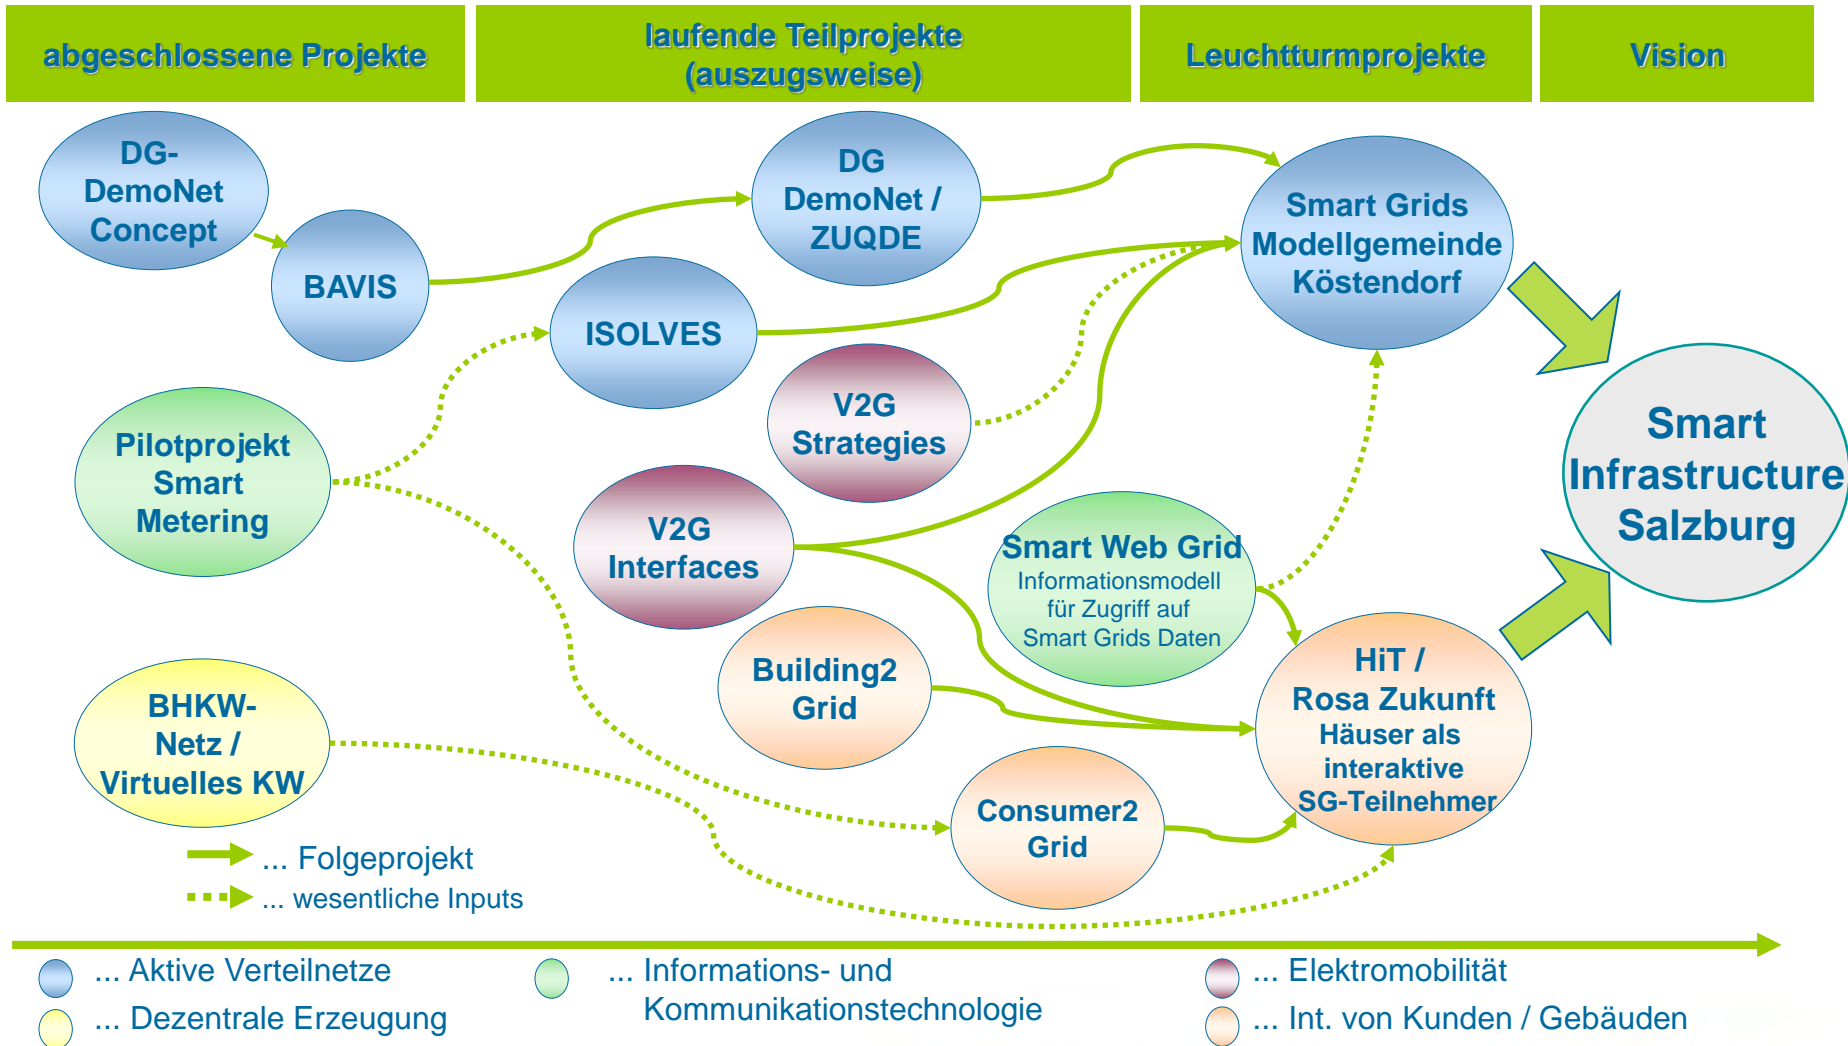 abgeschlossene Projekte
laufende Teilprojekte
(auszugsweise)
Leuchtturmprojekte
Vision
DG-
DemoNet
Concept
BAVIS
DG
DemoNet /
ZUQDE
ISOLVES
Smart Grids
Modellgemeinde
Köstendorf
Pilotprojekt
Smart
Metering
V2G
Strategies
V2G
Interfaces
Smart Web Grid
Informationsmodell
für Zugriff auf
Smart Grids Daten
Smart
Infrastructure
Salzburg
Building2
Grid
HiT /
Rosa Zukunft
Häuser als
interaktive
SG-Teilnehmer
BHKW-
Netz /
Virtuelles KW
Consumer2
Grid
... Folgeprojekt
... wesentliche Inputs
... Aktive Verteilnetze
... Dezentrale Erzeugung
... Informations- und
Kommunikationstechnologie
... Elektromobilität
... Int. von Kunden / Gebäuden